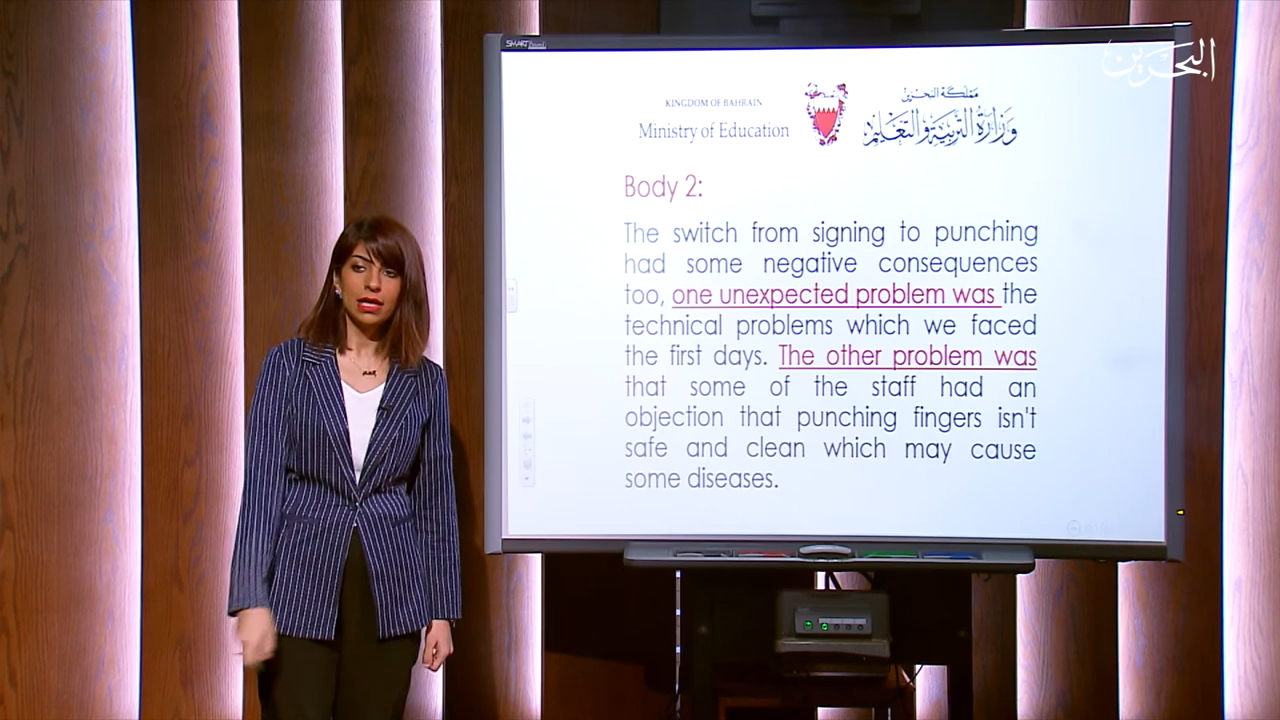 SMART Board
البحرين
KINGDOM OF BAHRAIN
Ministry of Education
مملكة البحرين
وزارة التربية والتعليم
Body 2:
The switch from signing to punching
had some negative consequences
too, one unexpected problem was the
technical problems which we faced
the first days. The other problem was
that some of the staff had an
objection that punching fingers isn't
safe and clean which may cause
some diseases.